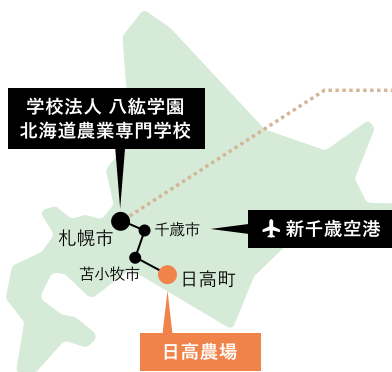 学校法人 八紘学園
北海道農業専門学校
札幌市
千歳市
新千歳空港
苫小牧市
日高町
日高農場